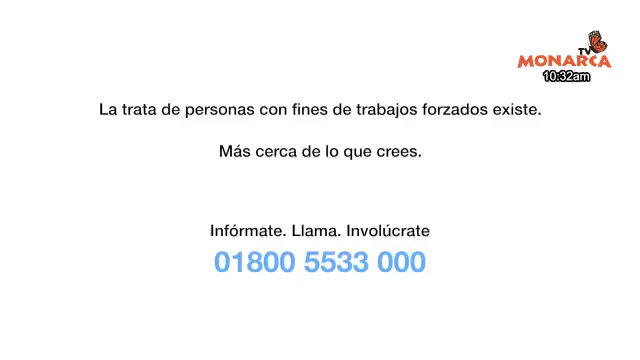 TV
MONARCA
10:32am
La trata de personas con fines de trabajos forzados existe.
Más cerca de lo que crees.
Infórmate. Llama. Involúcrate
01800 5533 000